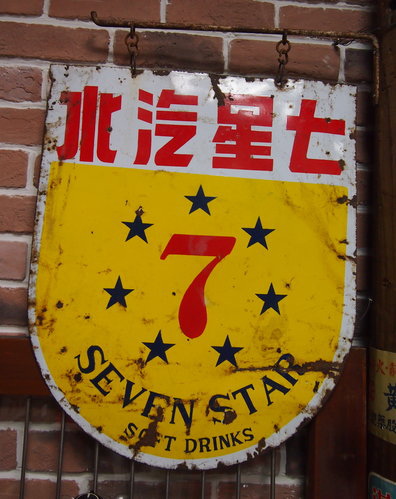 七星汽水
7
SEVEN STAR
SOFT DRINKS